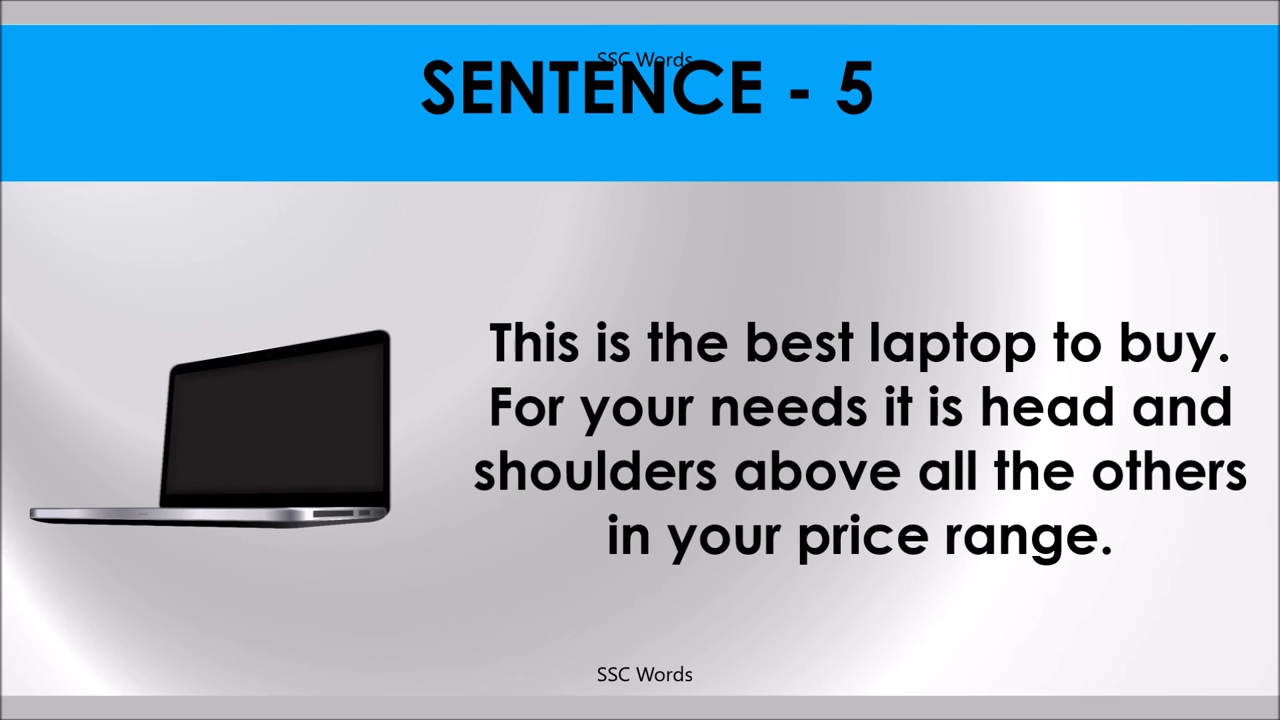 SSC Words
SENTENCE - 5
This is the best laptop to buy.
For your needs it is head and
shoulders above all the others
in your price range.
SSC Words